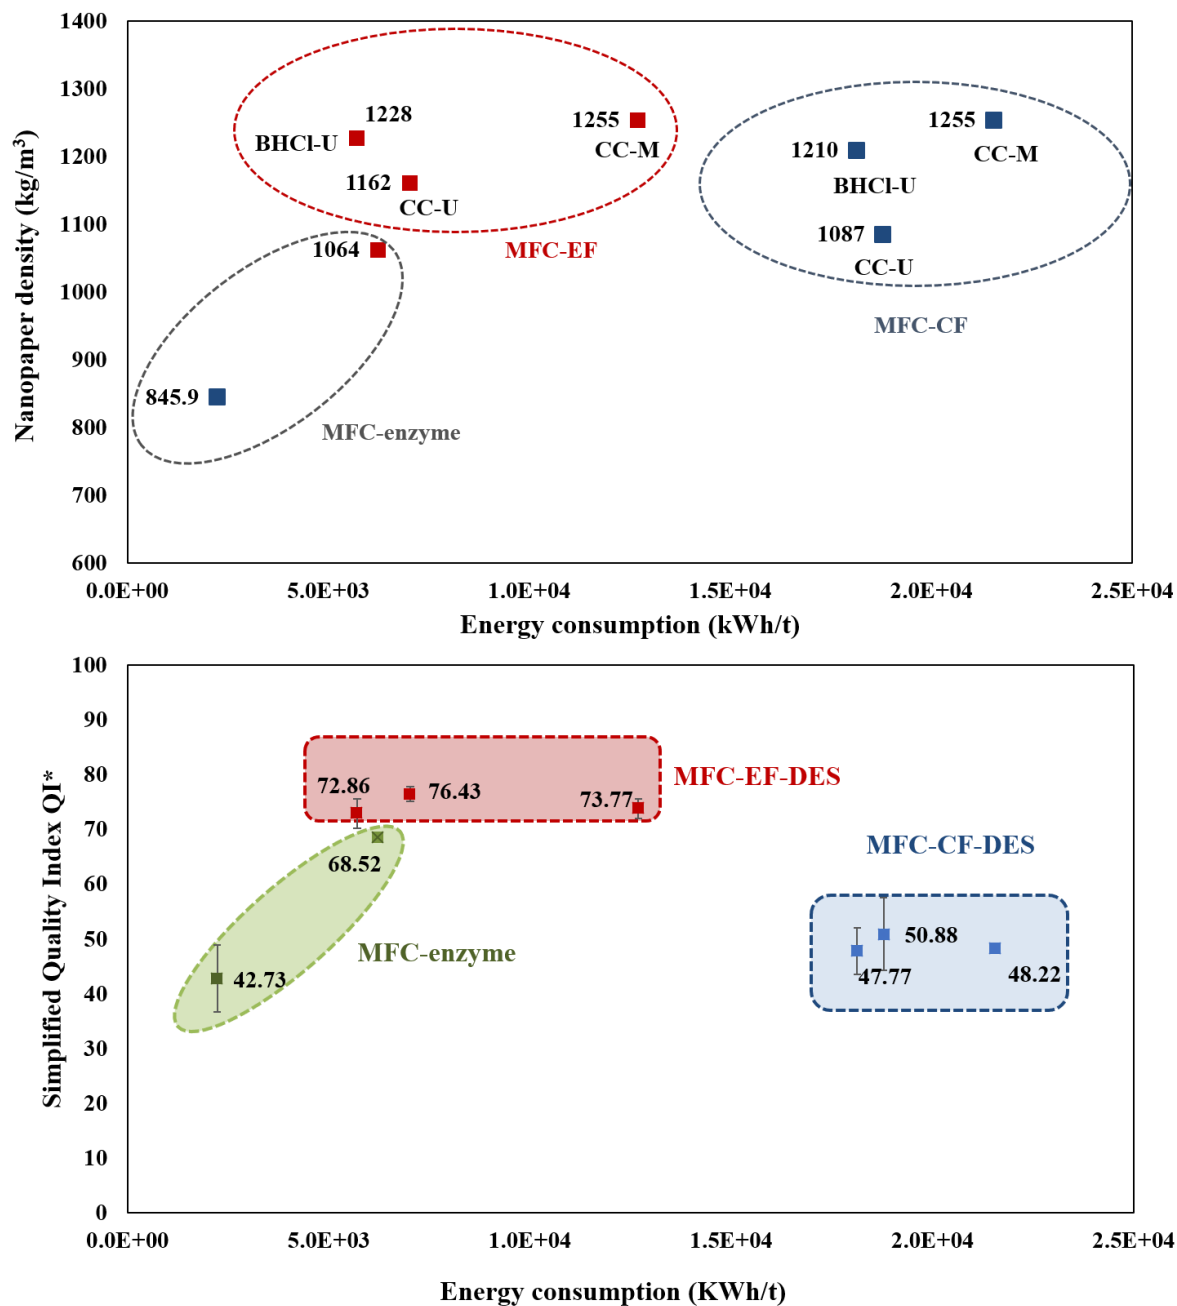 Nanopaper density (kg/m³)
1400
1300
1200
1100
1000
900
800
700
600
1228
BHCl-U
1162
CC-U
1255
CC-M
MFC-EF
1064
845.9
MFC-enzyme
1255
CC-M
1210
BHCl-U
1087
CC-U
MFC-CF
0.0E+00 5.0E+03 1.0E+04 1.5E+04 2.0E+04 2.5E+04
Energy consumption (kWh/t)
Simplified Quality Index QI*
100
90
80
70
60
50
40
30
20
10
0
72.86
76.43
73.77
MFC-EF-DES
68.52
42.73
MFC-enzyme
MFC-CF-DES
50.88
47.77
48.22
0.0E+00 5.0E+03 1.0E+04 1.5E+04 2.0E+04 2.5E+04
Energy consumption (KWh/t)